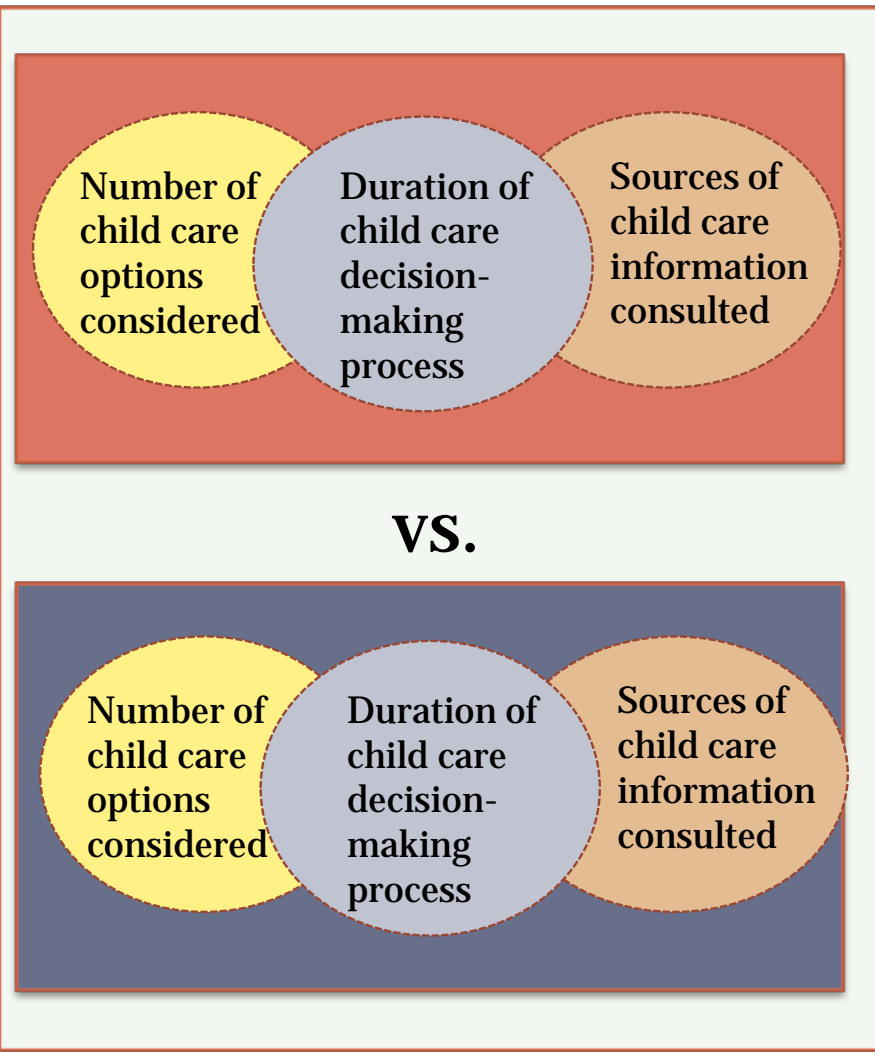 Number of
child care
options
considered
Duration of
child care
decision-
making
process
Sources of
child care
information
consulted
vs.
Number of
child care
options
considered
Duration of
child care
decision-
making
process
Sources of
child care
information
consulted